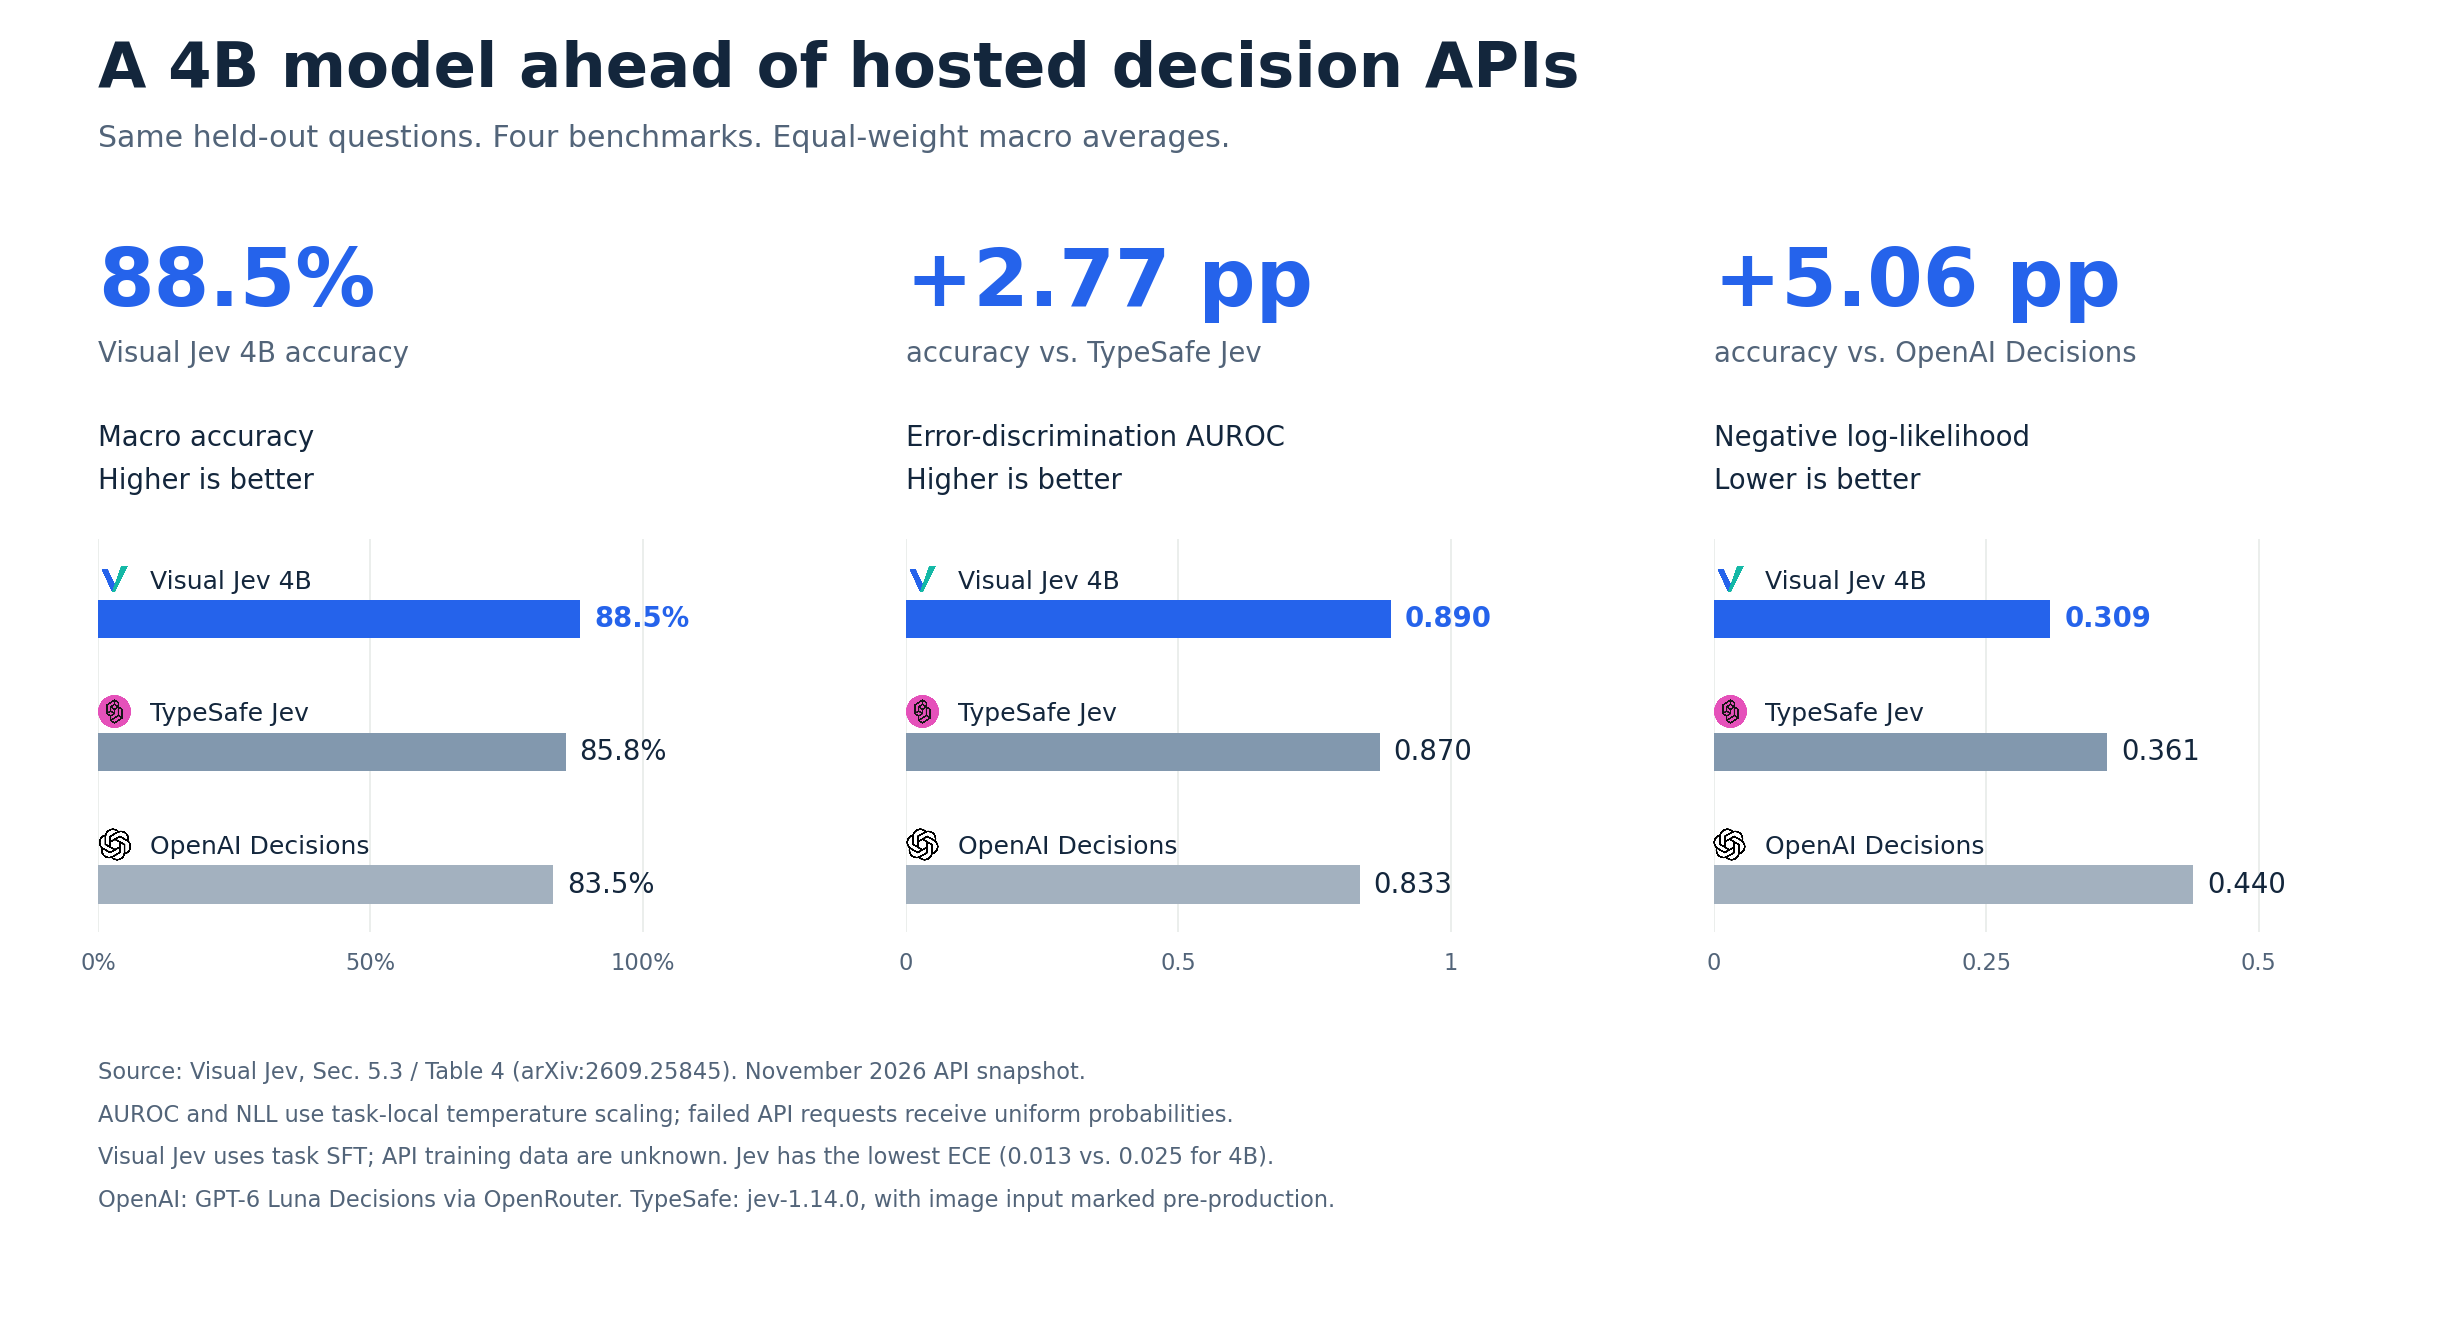 A 4B model ahead of hosted decision APIs
Same held-out questions. Four benchmarks. Equal-weight macro averages.
88.5%
Visual Jev 4B accuracy
+2.77 pp
accuracy vs. TypeSafe Jev
+5.06 pp
accuracy vs. OpenAI Decisions
Macro accuracy
Higher is better
Visual Jev 4B
88.5%
TypeSafe Jev
85.8%
OpenAI Decisions
83.5%
0% 50% 100%
Error-discrimination AUROC
Higher is better
Visual Jev 4B
0.890
TypeSafe Jev
0.870
OpenAI Decisions
0.833
0 0.5 1
Negative log-likelihood
Lower is better
Visual Jev 4B
0.309
TypeSafe Jev
0.361
OpenAI Decisions
0.440
0 0.25 0.5
Source: Visual Jev, Sec. 5.3 / Table 4 (arXiv:2609.25845). November 2026 API snapshot.
AUROC and NLL use task-local temperature scaling; failed API requests receive uniform probabilities.
Visual Jev uses task SFT; API training data are unknown. Jev has the lowest ECE (0.013 vs. 0.025 for 4B).
OpenAI: GPT-6 Luna Decisions via OpenRouter. TypeSafe: jev-1.14.0, with image input marked pre-production.